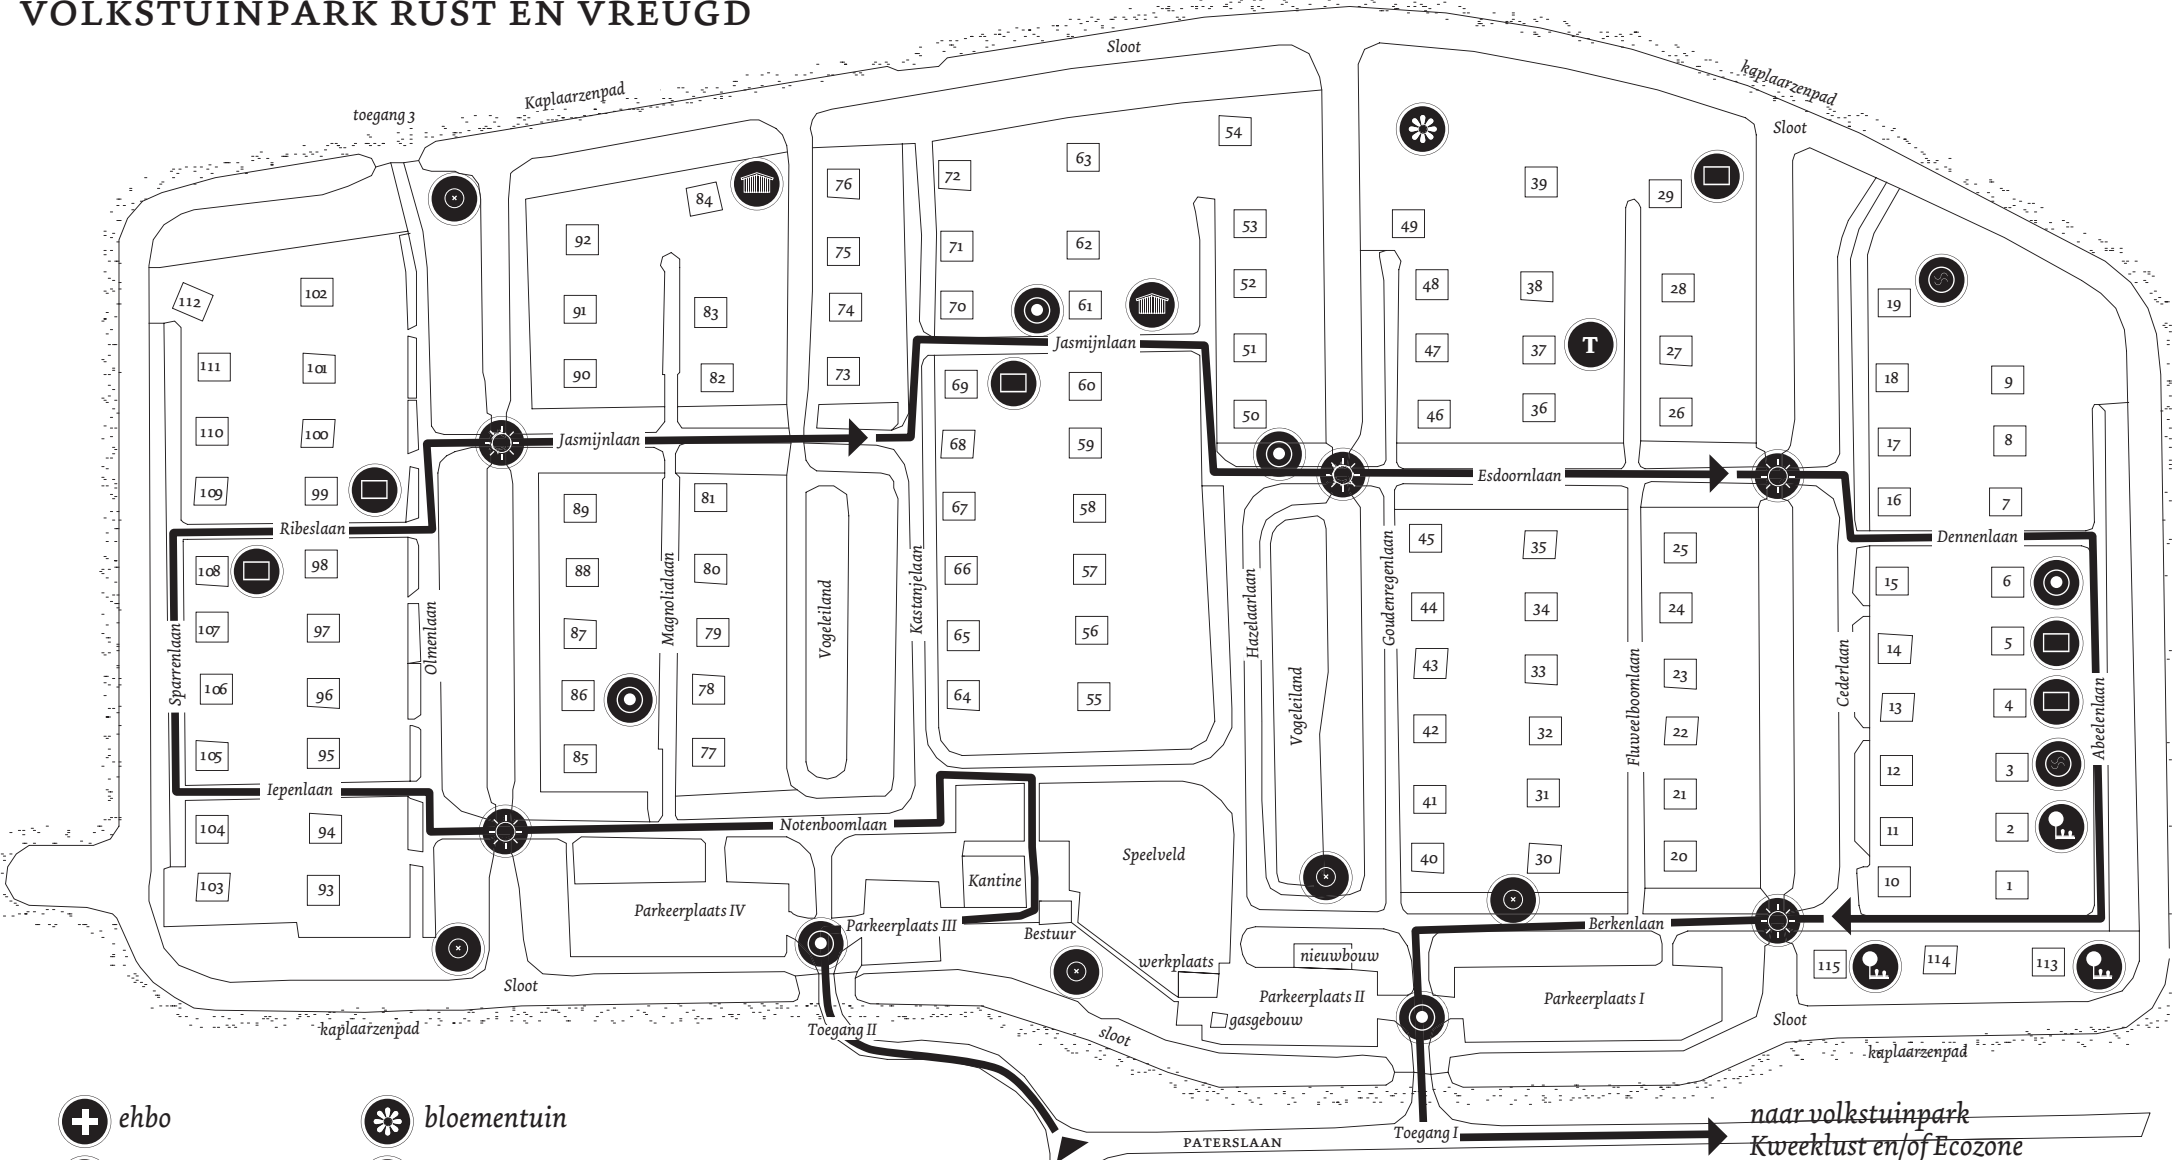 VOLKSTUINPARK RUST EN VREUGD
Sloot
kaplaarzenpad
Kaplaarzenpad
toegang 3
Sloot
54
63
72
76
84
39
29
49
53
92
75
71
62
112
102
91
83
74
70
61
52
48
38
28
19
Jasmijnlaan
111
101
90
82
73
69
60
51
47
37
T
27
18
9
110
100
Jasmijnlaan
68
59
50
46
36
26
17
8
109
99
Esdoornlaan
89
81
67
58
16
7
Ribeslaan
Dennenlaan
45
35
25
108
98
88
80
66
57
15
6
107
97
87
79
65
56
44
34
24
14
5
Sparrenlaan
Olmenlaan
Magnolialaan
Vogeleiland
Kastanjelaan
Hazelaarlaan
Vogeleiland
Goudenregenlaan
Fluweelboomlaan
Cederlaan
Abeelenlaan
106
96
86
78
64
55
43
33
23
13
4
105
95
85
77
42
32
22
12
3
Iepenlaan
41
31
21
104
94
Notenboomlaan
11
2
Speelveld
40
30
20
103
93
Kantine
10
1
Parkeerplaats IV
Parkeerplaats III
Bestuur
Berkenlaan
werkplaats
nieuwbouw
115
114
113
Sloot
Parkeerplaats II
Parkeerplaats I
gasgebouw
Sloot
kaplaarzenpad
Toegang II
sloot
kaplaarzenpad
ehbo
bloementuin
PATERSLAAN
Toegang I
naar volkstuinpark
Kweeklust en/of Ecozone